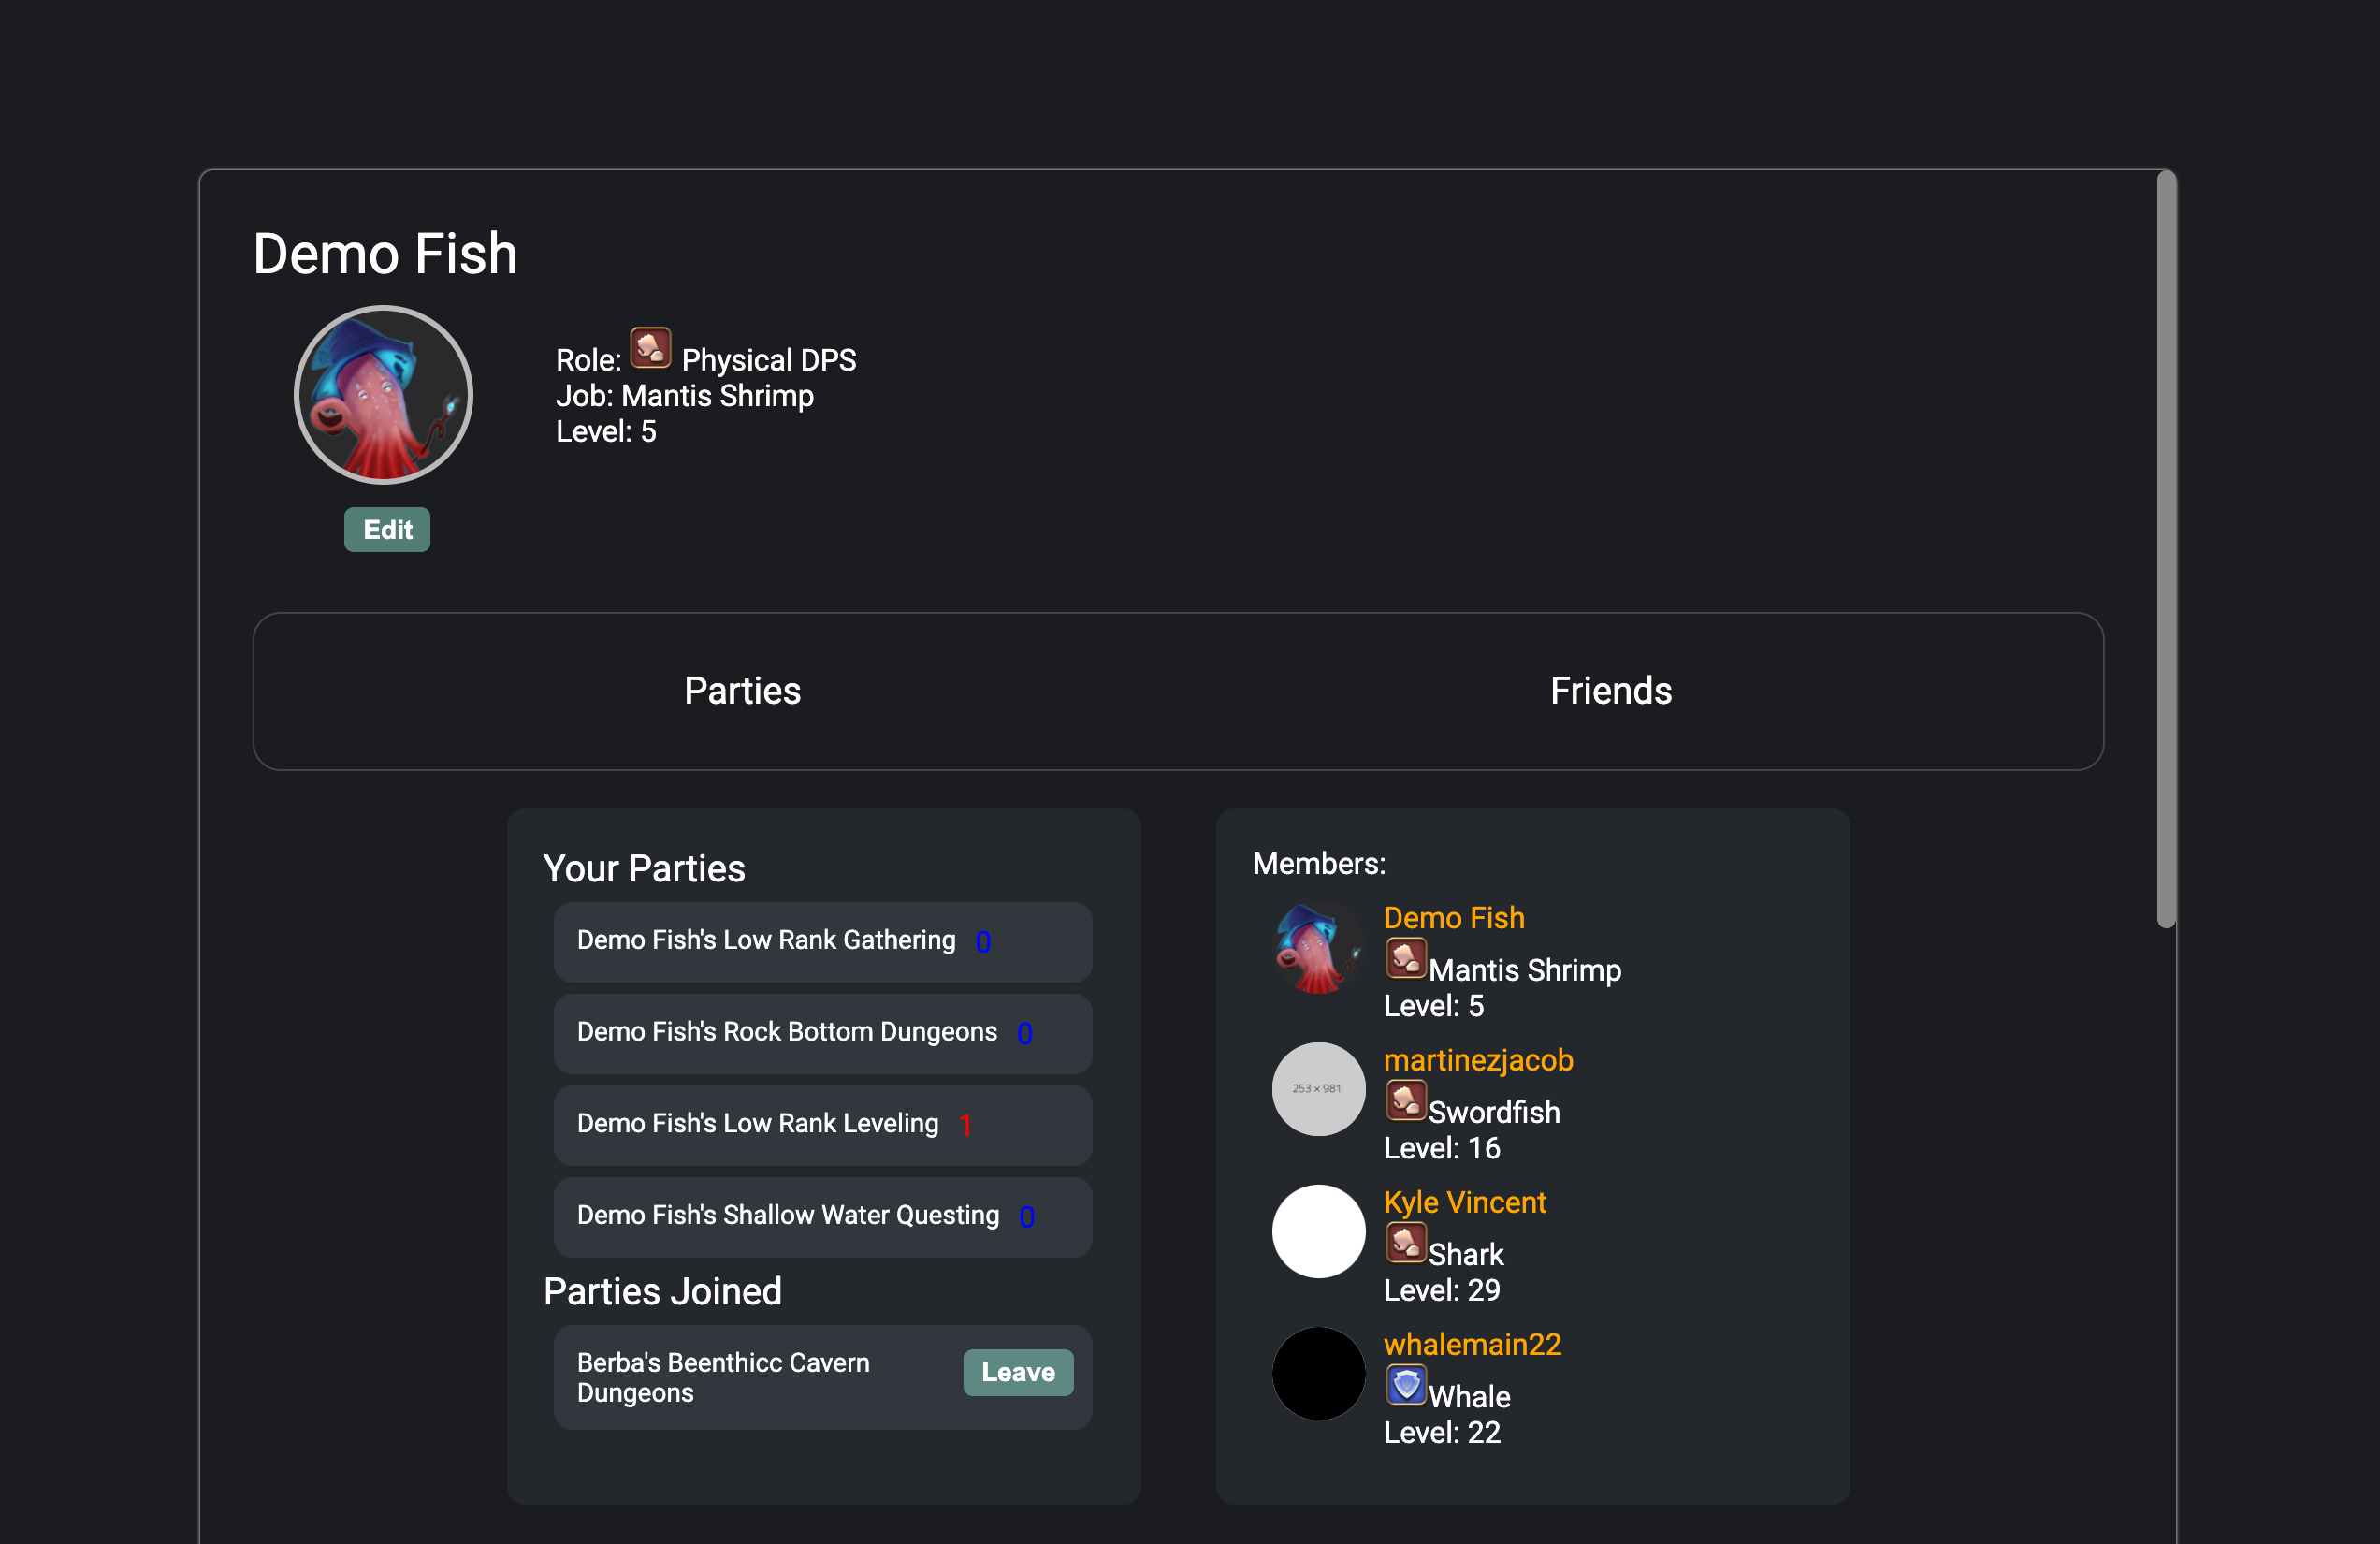 Demo Fish
Role: Physical DPS
Job: Mantis Shrimp
Level: 5
Edit
Parties
Friends
Your Parties
Demo Fish's Low Rank Gathering 0
Demo Fish's Rock Bottom Dungeons 0
Demo Fish's Low Rank Leveling 1
Demo Fish's Shallow Water Questing 0
Parties Joined
Berba's Beenthicc Cavern
Dungeons
Leave
Members:
Demo Fish
Mantis Shrimp
Level: 5
253 × 981
martinezjacob
Swordfish
Level: 16
Kyle Vincent
Shark
Level: 29
whalemain22
Whale
Level: 22